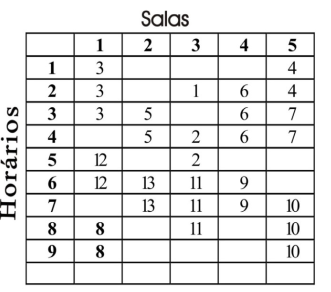 Salas
Horários
1 2 3 4 5
1 3 4
2 3 1 6 4
3 3 5 6 7
4 5 2 6 7
5 12 2
6 12 13 11 9
7 13 11 9 10
8 8 11 10
9 8 10